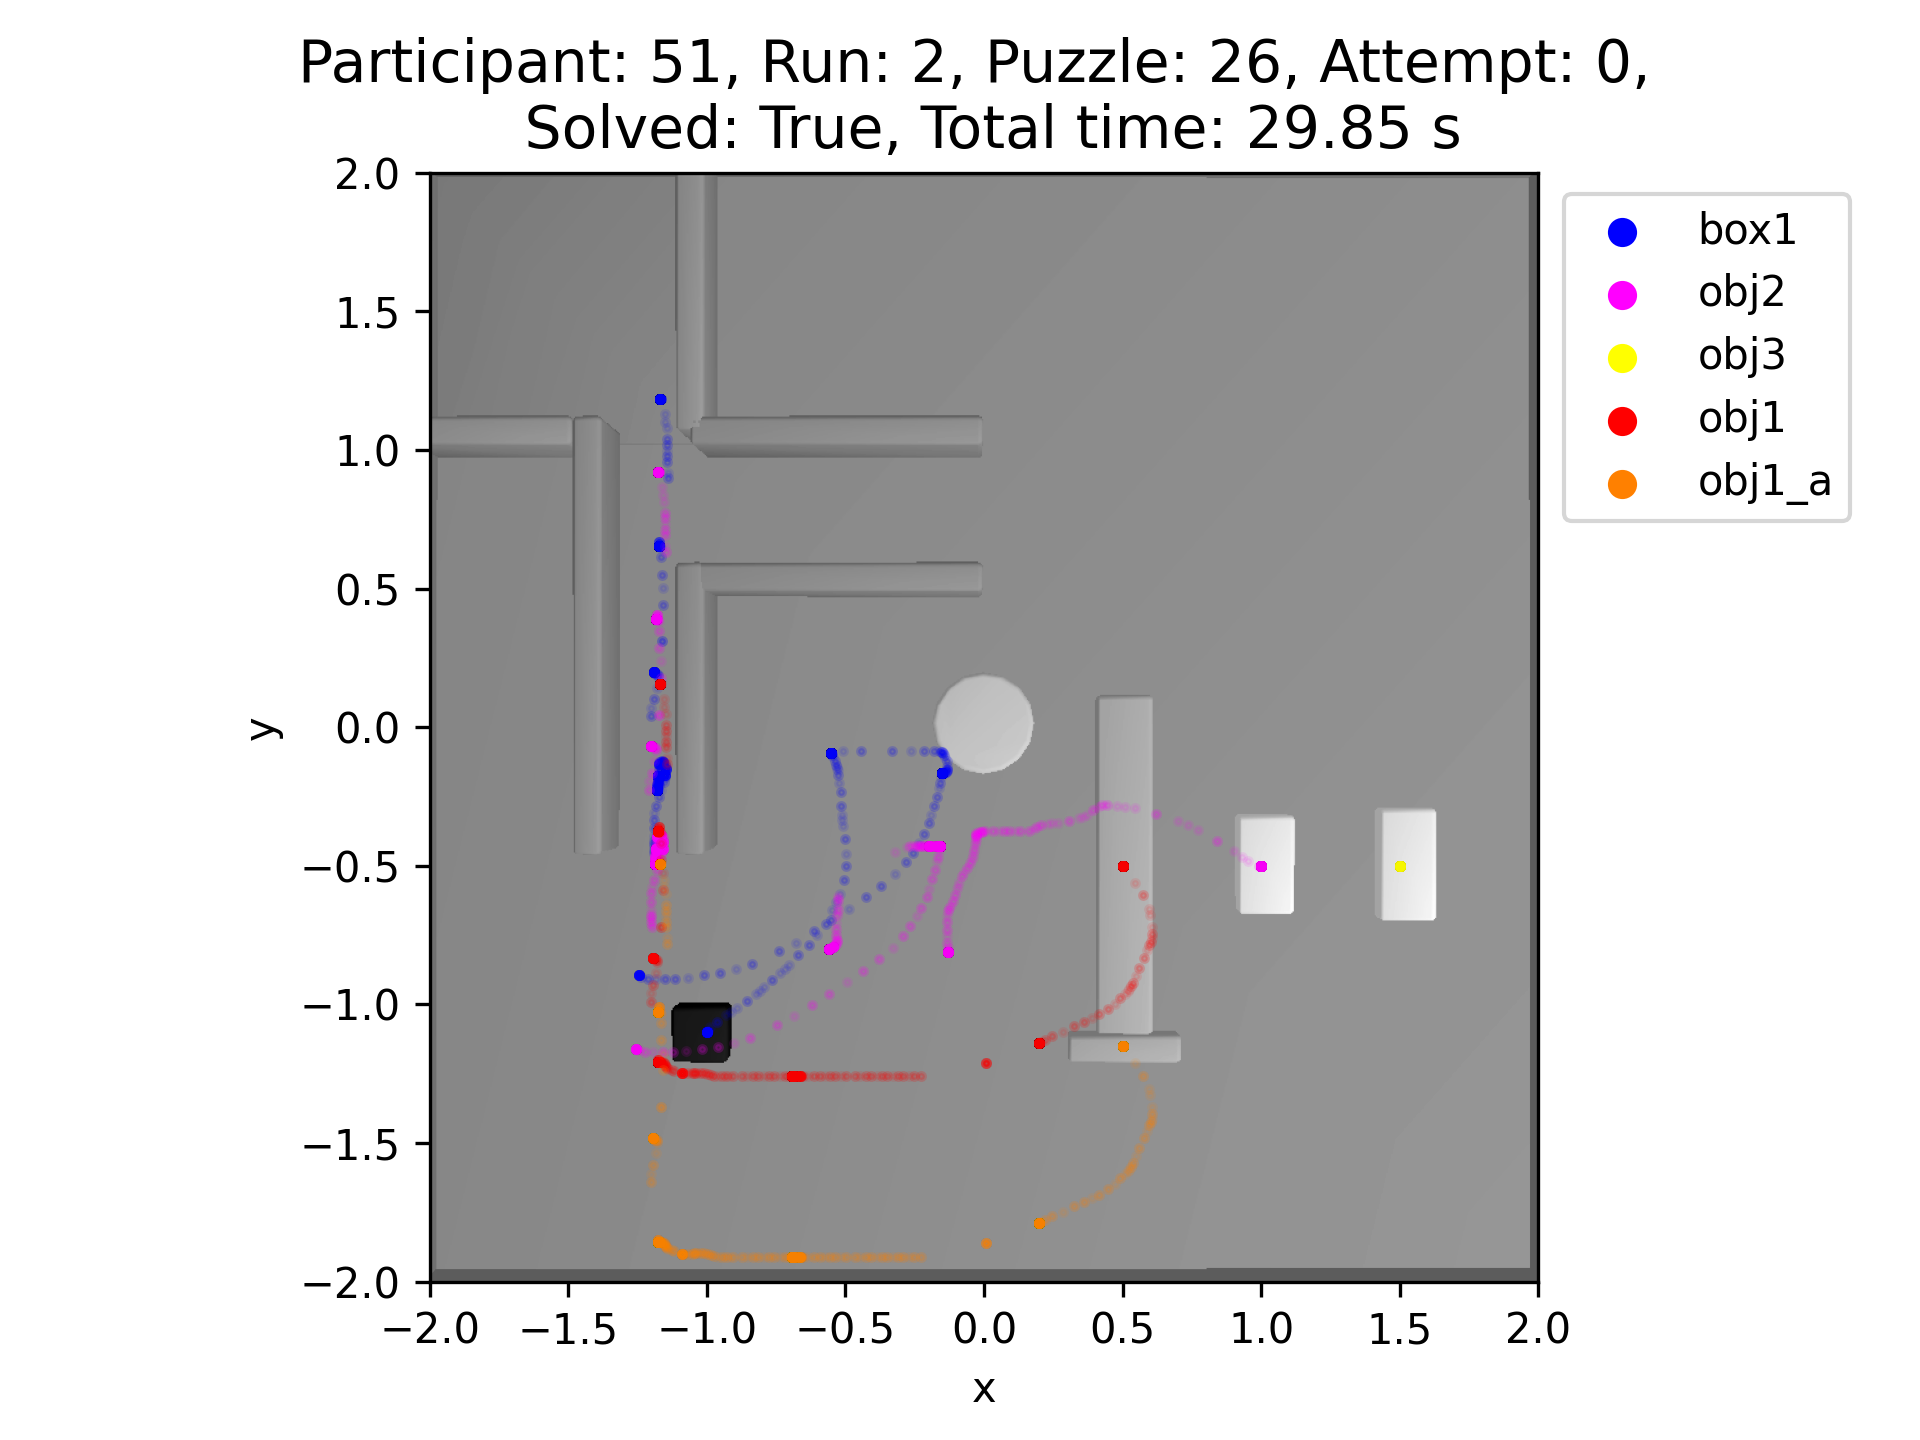 Participant: 51, Run: 2, Puzzle: 26, Attempt: 0,
Solved: True, Total time: 29.85 s
2.0
1.5
1.0
0.5
0.0
−0.5
−1.0
−1.5
−2.0
y
−2.0 −1.5 −1.0 −0.5 0.0 0.5 1.0 1.5 2.0
x
box1
obj2
obj3
obj1
obj1_a